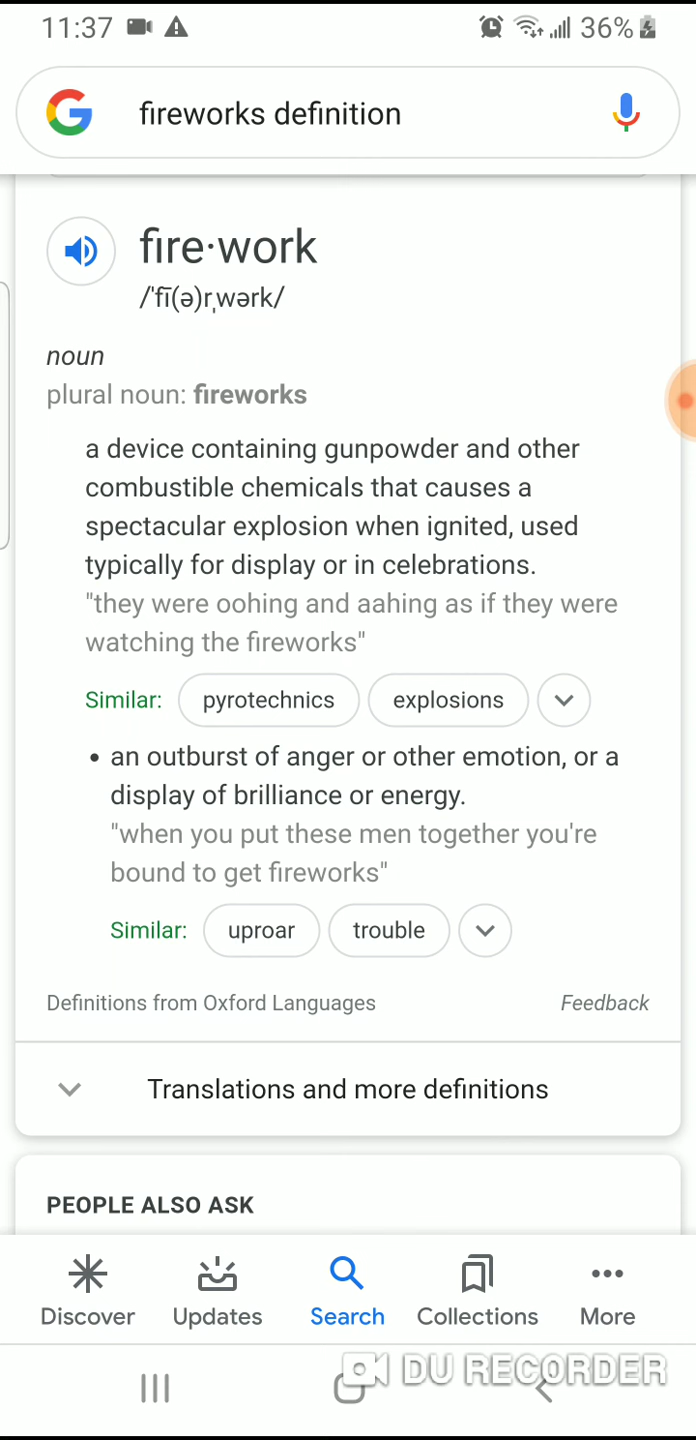 11:37 36%
fireworks definition
fire·work
/ˈfī(ə)rˌwərk/
noun
plural noun: fireworks
a device containing gunpowder and other
combustible chemicals that causes a
spectacular explosion when ignited, used
typically for display or in celebrations.
"they were oohing and aahing as if they were
watching the fireworks"
Similar: pyrotechnics explosions
• an outburst of anger or other emotion, or a
display of brilliance or energy.
"when you put these men together you're
bound to get fireworks"
Similar: uproar trouble
Definitions from Oxford Languages Feedback
Translations and more definitions
PEOPLE ALSO ASK
Discover Updates Search Collections More
DU RECORDER